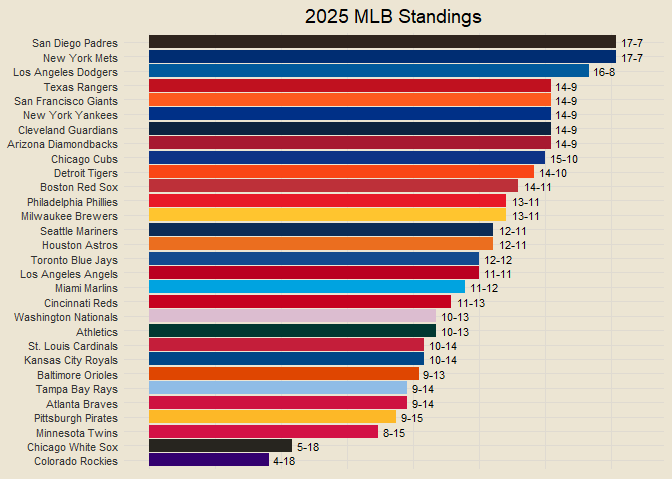 2025 MLB Standings
San Diego Padres 17-7
New York Mets 17-7
Los Angeles Dodgers 16-8
Texas Rangers 14-9
San Francisco Giants 14-9
New York Yankees 14-9
Cleveland Guardians 14-9
Arizona Diamondbacks 14-9
Chicago Cubs 15-10
Detroit Tigers 14-10
Boston Red Sox 14-11
Philadelphia Phillies 13-11
Milwaukee Brewers 13-11
Seattle Mariners 12-11
Houston Astros 12-11
Toronto Blue Jays 12-12
Los Angeles Angels 11-11
Miami Marlins 11-12
Cincinnati Reds 11-13
Washington Nationals 10-13
Athletics 10-13
St. Louis Cardinals 10-14
Kansas City Royals 10-14
Baltimore Orioles 9-13
Tampa Bay Rays 9-14
Atlanta Braves 9-14
Pittsburgh Pirates 9-15
Minnesota Twins 8-15
Chicago White Sox 5-18
Colorado Rockies 4-18